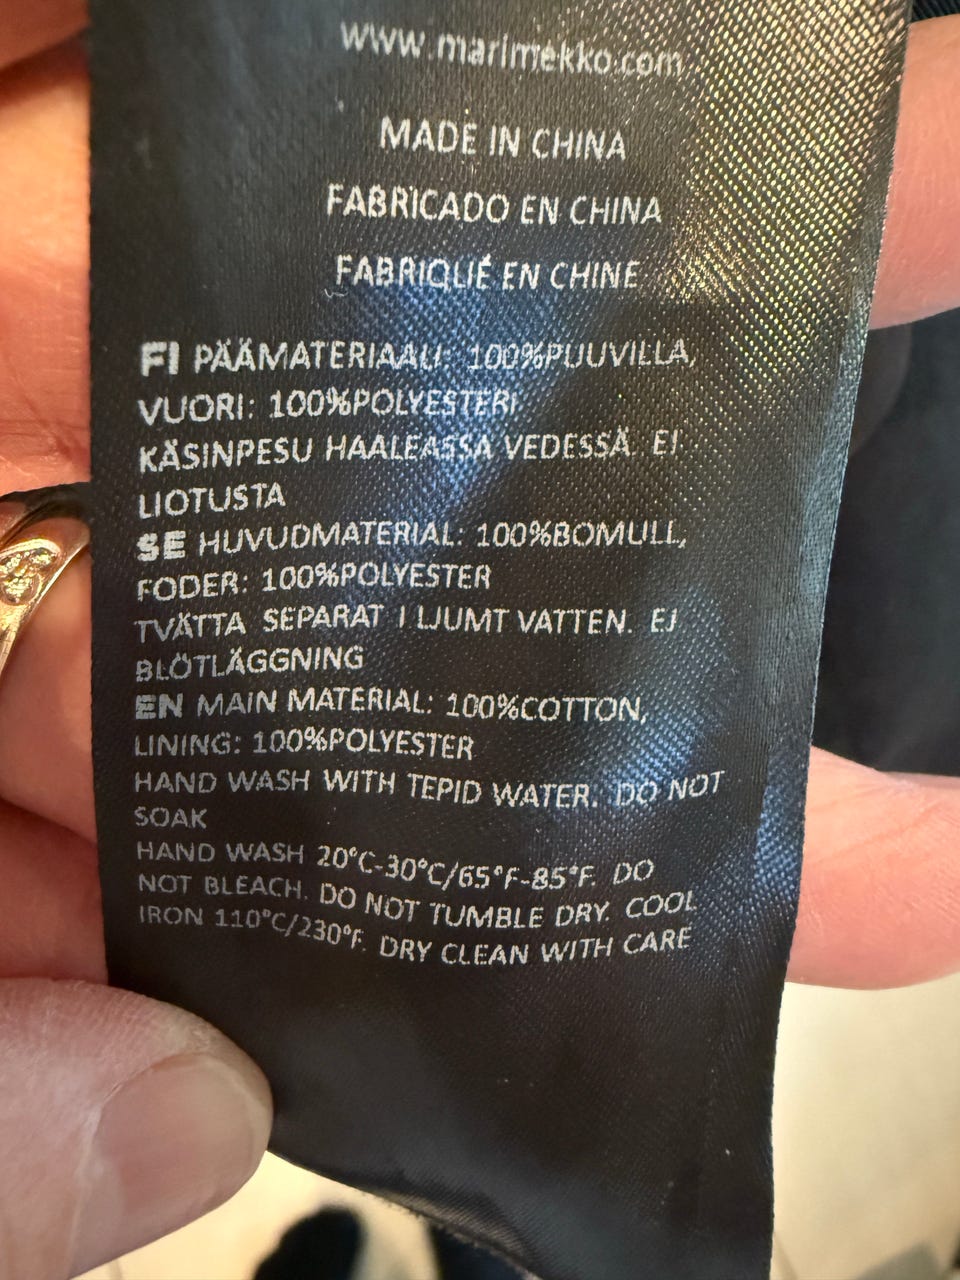 www.marimekko.com
MADE IN CHINA
FABRICADO EN CHINA
FABRIQUÉ EN CHINE
FI PÄÄMATERIAALI: 100%PUUVILLA,
VUORI: 100%POLYESTERI
KÄSINPESU HAALEASSA VEDESSÄ. EI
LIOTUSTA
SE HUVUDMATERIAL: 100%BOMULL,
FODER: 100%POLYESTER
TVÄTTA SEPARAT I LJUMT VATTEN. EJ
BLÖTLÄGGNING
EN MAIN MATERIAL: 100%COTTON,
LINING: 100%POLYESTER
HAND WASH WITH TEPID WATER. DO NOT
SOAK
HAND WASH 20°C-30°C/65°F-85°F. DO
NOT BLEACH. DO NOT TUMBLE DRY. COOL
IRON 110°C/230°F. DRY CLEAN WITH CARE